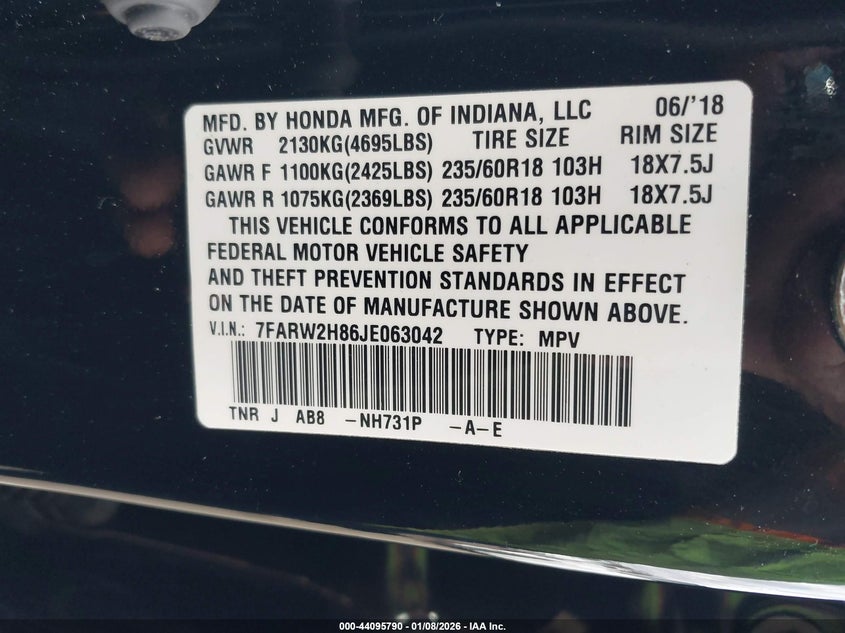 MFD. BY HONDA MFG. OF INDIANA, LLC 06/'18
GVWR 2130KG(4695LBS) TIRE SIZE RIM SIZE
GAWR F 1100KG(2425LBS) 235/60R18 103H 18X7.5J
GAWR R 1075KG(2369LBS) 235/60R18 103H 18X7.5J
THIS VEHICLE CONFORMS TO ALL APPLICABLE
FEDERAL MOTOR VEHICLE SAFETY
AND THEFT PREVENTION STANDARDS IN EFFECT
ON THE DATE OF MANUFACTURE SHOWN ABOVE.
V.I.N.: 7FARW2H86JE063042 TYPE: MPV
TNR J AB8 -NH731P -A-E
000-44095790 - 01/08/2026 - IAA Inc.